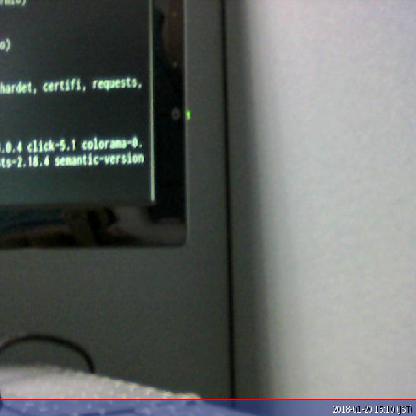 o)
hardet, certifi, requests,
.0.4 click-5.1 colorama-0.
ts-2.18.4 semantic-version